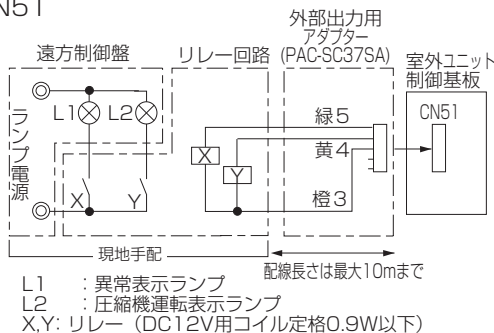 CN51
外部出力用
アダプター
(PAC-SC37SA)
遠方制御盤
リレー回路
室外ユニット
制御基板
L1
L2
CN51
緑5
黄4
橙3
ランプ電源
X
Y
X
Y
現地手配
配線長さは最大10mまで
L1 :異常表示ランプ
L2 :圧縮機運転表示ランプ
X,Y:リレー(DC12V用コイル定格0.9W以下)